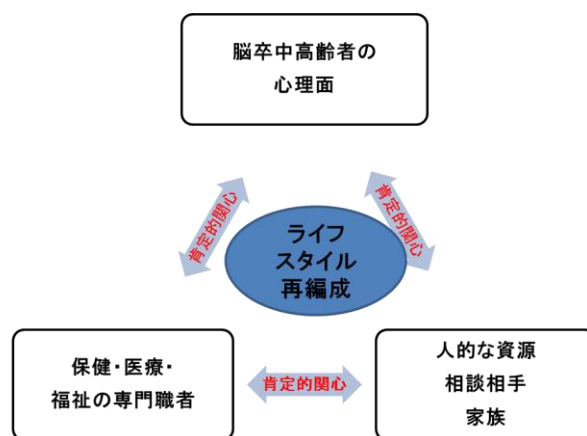 脳卒中高齢者の
心理面
肯定的関心
肯定的関心
ライフ
スタイル
再編成
保健・医療・
福祉の専門職者
肯定的関心
人的な資源
相談相手
家族